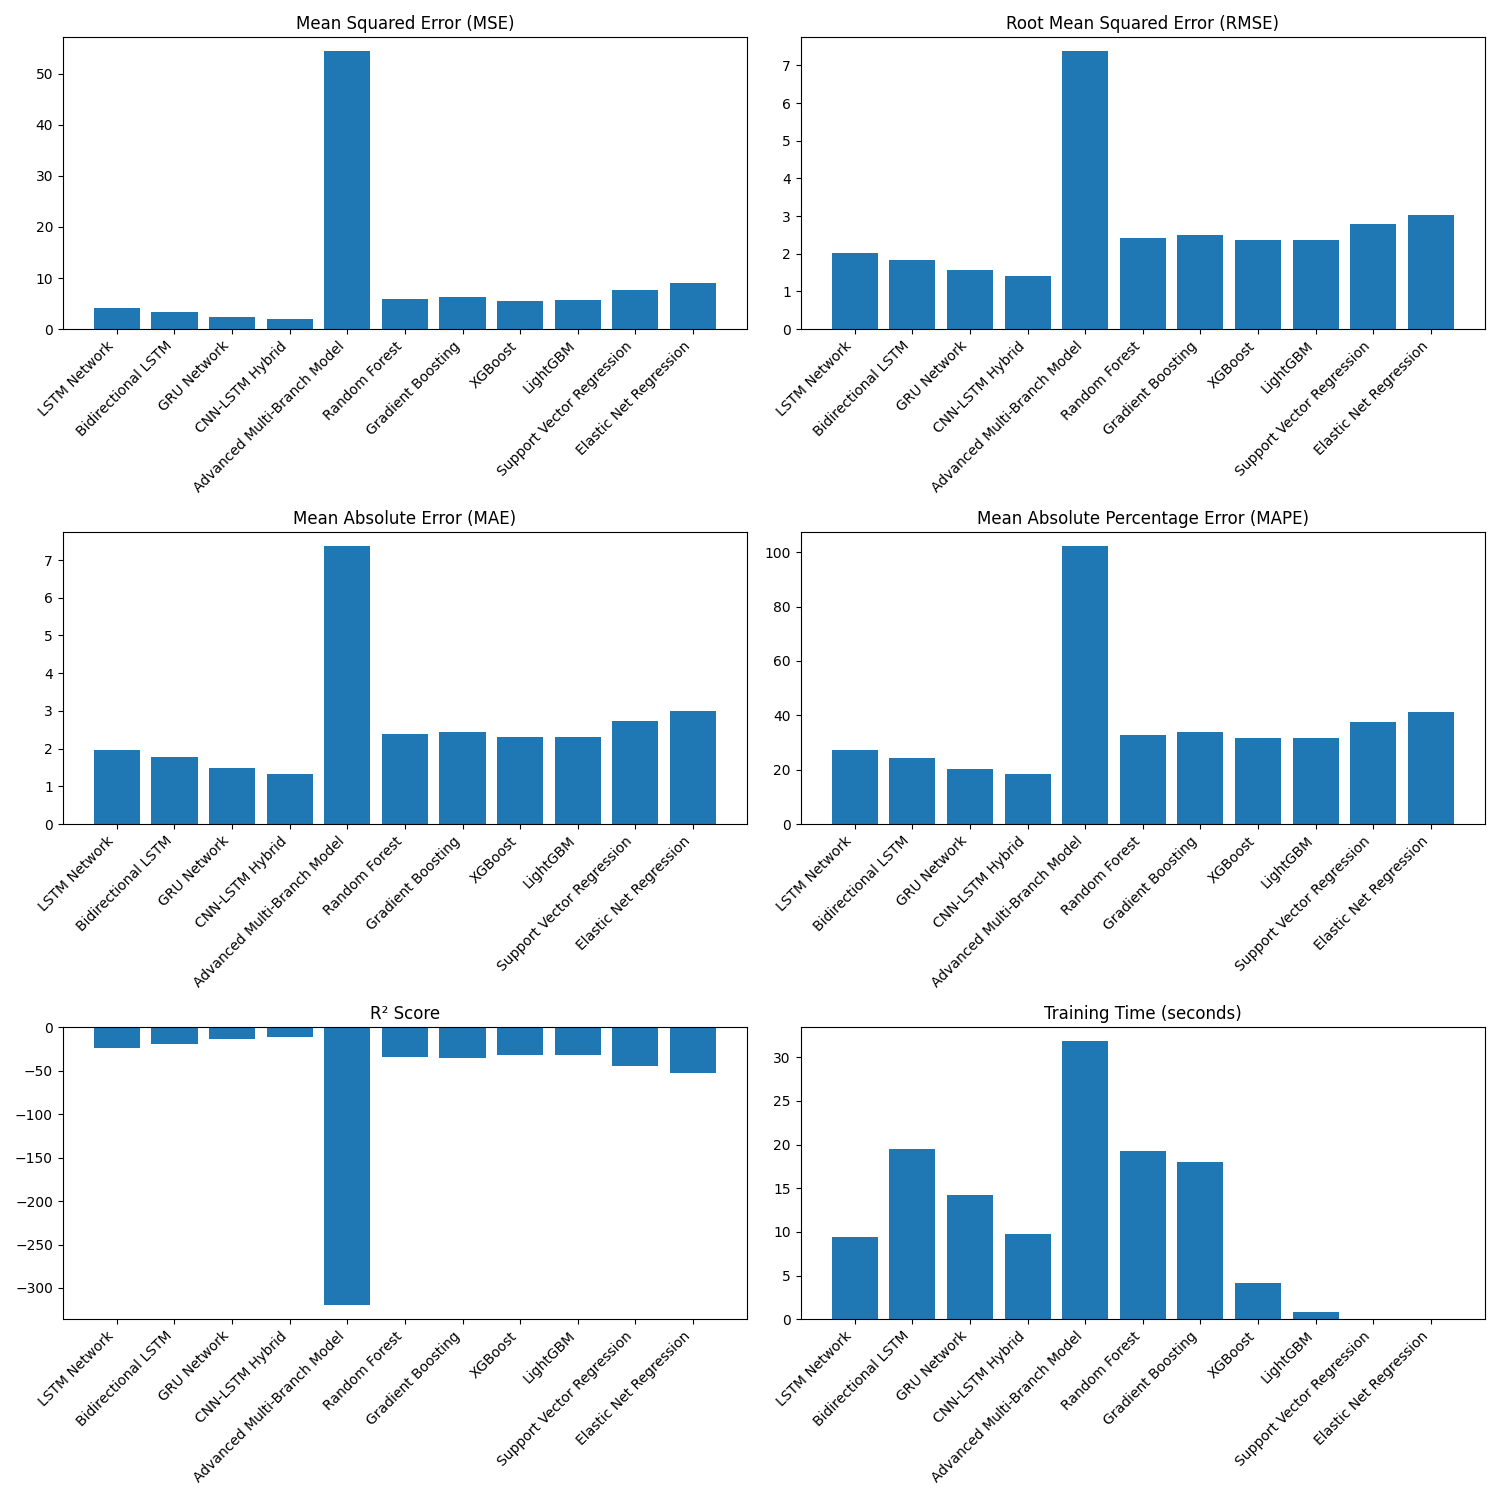 Mean Squared Error (MSE)
50
40
30
20
10
0
LSTM Network
Bidirectional LSTM
GRU Network
CNN-LSTM Hybrid
Advanced Multi-Branch Model
Random Forest
Gradient Boosting
XGBoost
LightGBM
Support Vector Regression
Elastic Net Regression
Root Mean Squared Error (RMSE)
7
6
5
4
3
2
1
0
LSTM Network
Bidirectional LSTM
GRU Network
CNN-LSTM Hybrid
Advanced Multi-Branch Model
Random Forest
Gradient Boosting
XGBoost
LightGBM
Support Vector Regression
Elastic Net Regression
Mean Absolute Error (MAE)
7
6
5
4
3
2
1
0
LSTM Network
Bidirectional LSTM
GRU Network
CNN-LSTM Hybrid
Advanced Multi-Branch Model
Random Forest
Gradient Boosting
XGBoost
LightGBM
Support Vector Regression
Elastic Net Regression
Mean Absolute Percentage Error (MAPE)
100
80
60
40
20
0
LSTM Network
Bidirectional LSTM
GRU Network
CNN-LSTM Hybrid
Advanced Multi-Branch Model
Random Forest
Gradient Boosting
XGBoost
LightGBM
Support Vector Regression
Elastic Net Regression
R² Score
0
−50
−100
−150
−200
−250
−300
LSTM Network
Bidirectional LSTM
GRU Network
CNN-LSTM Hybrid
Advanced Multi-Branch Model
Random Forest
Gradient Boosting
XGBoost
LightGBM
Support Vector Regression
Elastic Net Regression
Training Time (seconds)
30
25
20
15
10
5
0
LSTM Network
Bidirectional LSTM
GRU Network
CNN-LSTM Hybrid
Advanced Multi-Branch Model
Random Forest
Gradient Boosting
XGBoost
LightGBM
Support Vector Regression
Elastic Net Regression